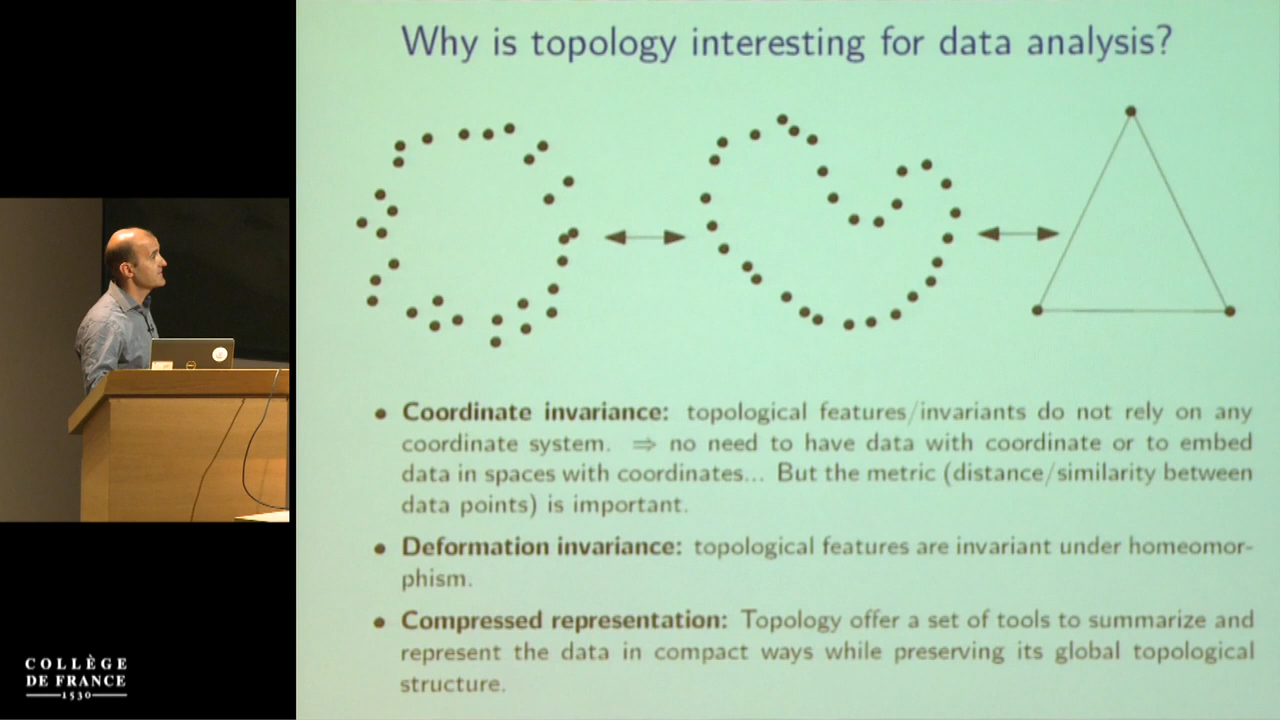 Why is topology interesting for data analysis?
• Coordinate invariance: topological features/invariants do not rely on any
coordinate system. ⇒ no need to have data with coordinate or to embed
data in spaces with coordinates... But the metric (distance/similarity between
data points) is important.
• Deformation invariance: topological features are invariant under homeomor-
phism.
• Compressed representation: Topology offer a set of tools to summarize and
represent the data in compact ways while preserving its global topological
structure.
COLLÈGE
DE FRANCE
1530